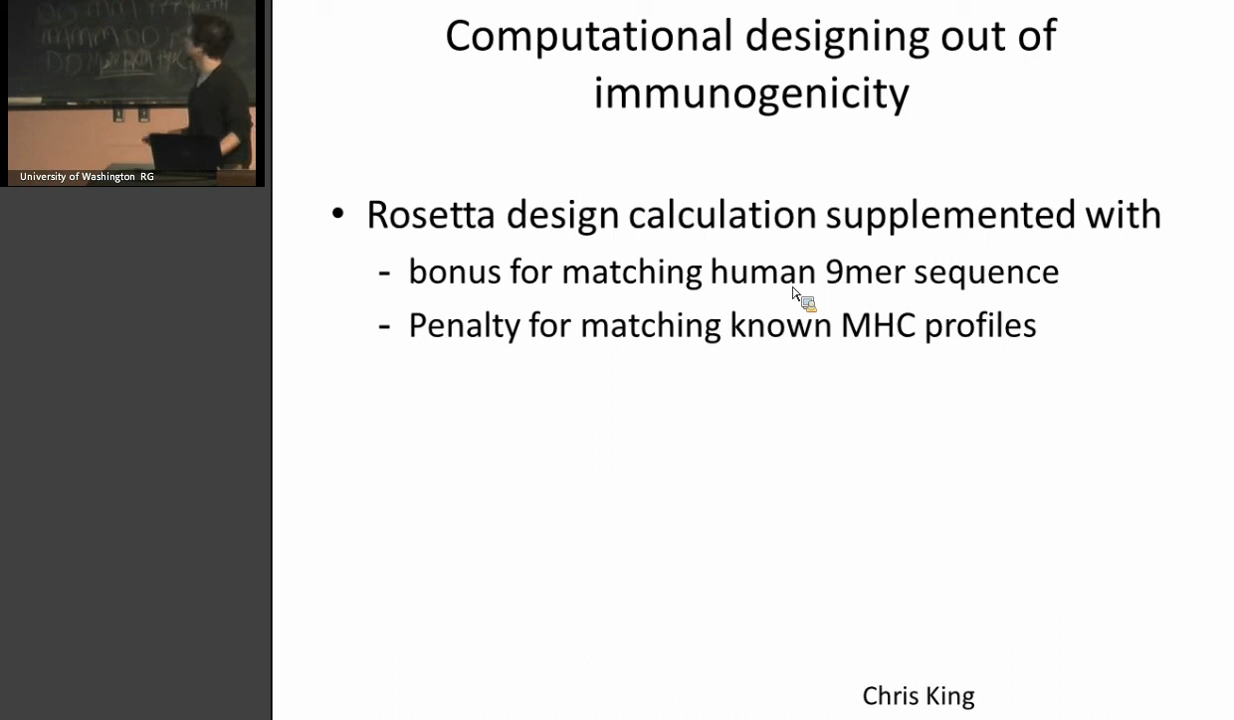 University of Washington RG
Computational designing out of
immunogenicity
• Rosetta design calculation supplemented with
- bonus for matching human 9mer sequence
- Penalty for matching known MHC profiles
Chris King